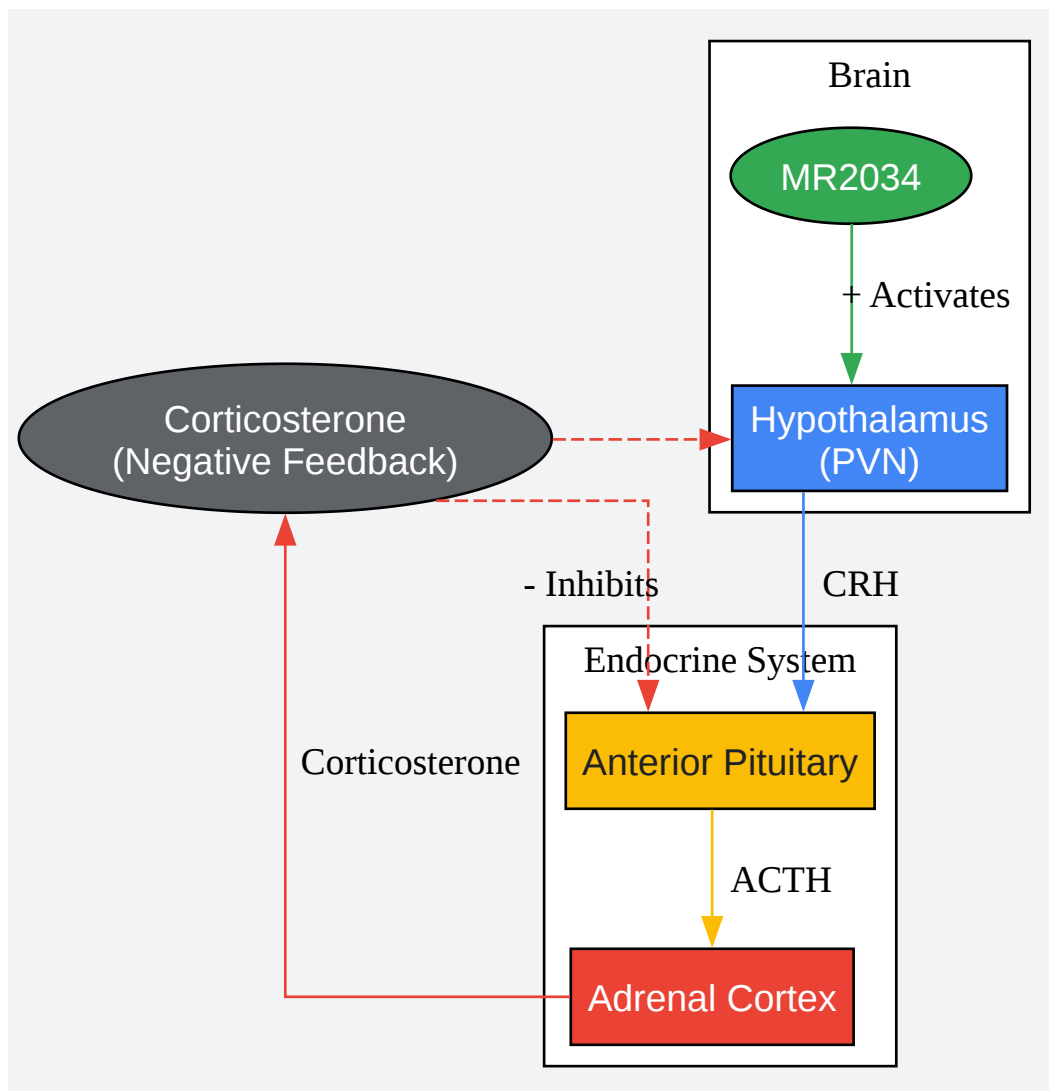 Brain
MR2034
+ Activates
Corticosterone
(Negative Feedback)
Hypothalamus
(PVN)
- Inhibits
CRH
Endocrine System
Corticosterone
Anterior Pituitary
ACTH
Adrenal Cortex